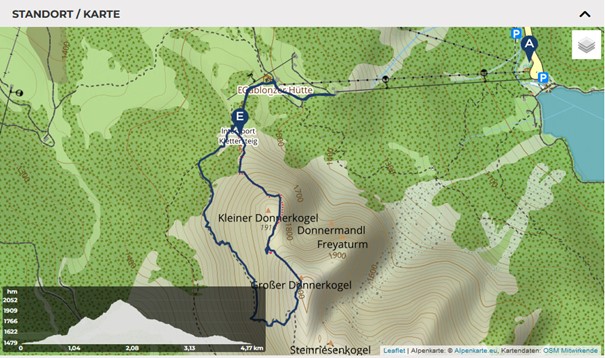 STANDORT / KARTE
P
A
P
EGablonzer Hütte
E
Intersport
Klettersteig
1700
1800
Kleiner Donnerkogel
1916
Donnermandl
Freyaturm
1900
Großer Donnerkogel
Steinriesenkogel
hm
2052
1909
1766
1622
1479
0
1,04
2,08
3,13
4,17 km
Leaflet | Alpenkarte: © Alpenkarte.eu, Kartendaten: OSM Mitwirkende